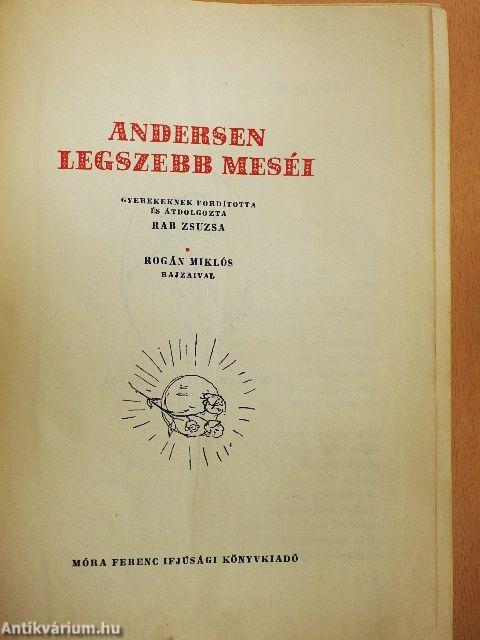 ANDERSEN
LEGSZEBB MESÉI
GYEREKEKNEK FORDÍTOTTA
ÉS ÁTDOLGOZTA
RAB ZSUZSA
ROGÁN MIKLÓS
RAJZAIVAL
MÓRA FERENC IFJÚSÁGI KÖNYVKIADÓ
Antikvárium.hu